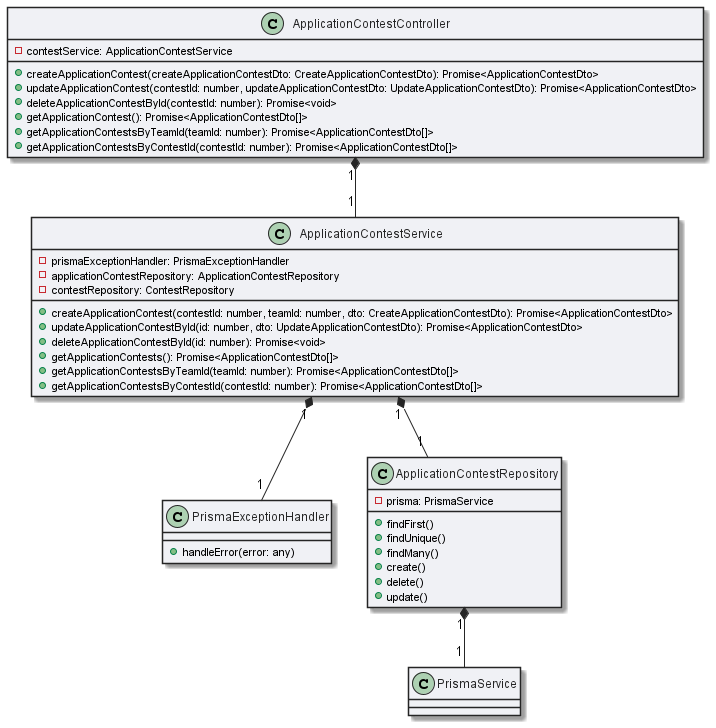 C ApplicationContestController
contestService: ApplicationContestService
createApplicationContest(createApplicationContestDto: CreateApplicationContestDto): Promise<ApplicationContestDto>
updateApplicationContest(contestId: number, updateApplicationContestDto: UpdateApplicationContestDto): Promise<ApplicationContestDto>
deleteApplicationContestById(contestId: number): Promise<void>
getApplicationContest(): Promise<ApplicationContestDto[]>
getApplicationContestsByTeamId(teamId: number): Promise<ApplicationContestDto[]>
getApplicationContestsByContestId(contestId: number): Promise<ApplicationContestDto[]>
1
1
C ApplicationContestService
prismaExceptionHandler: PrismaExceptionHandler
applicationContestRepository: ApplicationContestRepository
contestRepository: ContestRepository
createApplicationContest(contestId: number, teamId: number, dto: CreateApplicationContestDto): Promise<ApplicationContestDto>
updateApplicationContestById(id: number, dto: UpdateApplicationContestDto): Promise<ApplicationContestDto>
deleteApplicationContestById(id: number): Promise<void>
getApplicationContests(): Promise<ApplicationContestDto[]>
getApplicationContestsByTeamId(teamId: number): Promise<ApplicationContestDto[]>
getApplicationContestsByContestId(contestId: number): Promise<ApplicationContestDto[]>
1 1
1
1
C PrismaExceptionHandler
handleError(error: any)
C ApplicationContestRepository
prisma: PrismaService
findFirst()
findUnique()
findMany()
create()
delete()
update()
1
1
C PrismaService